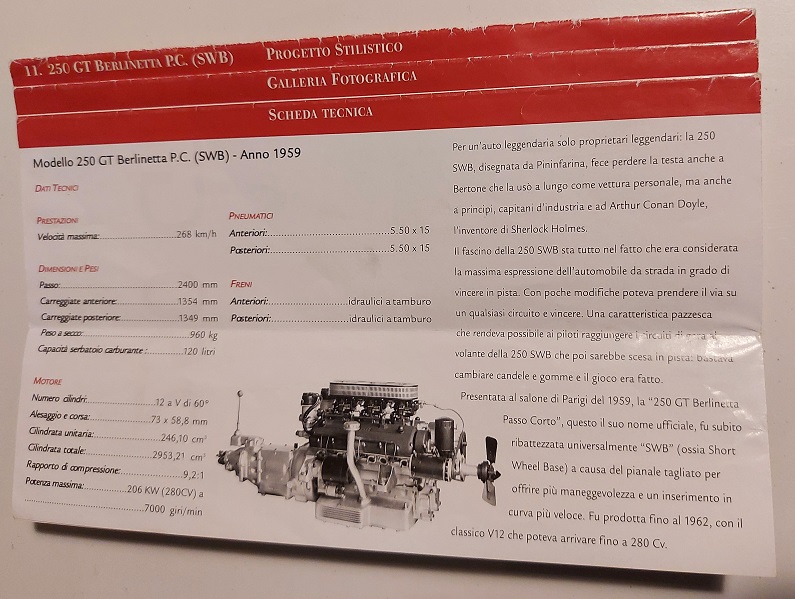 11. 250 GT Berlinetta P.C. (SWB) Progetto Stilistico
Galleria Fotografica
Scheda tecnica
Modello 250 GT Berlinetta P.C. (SWB) - Anno 1959
Dati Tecnici
Prestazioni
Velocità massima:.......................268 km/h
Dimensioni e Pesi
Passo:.......................2400 mm
Carreggiate anteriore:.......................1354 mm
Carreggiate posteriore:.......................1349 mm
Peso a secco:.......................960 kg
Capacità serbatoio carburante :.......................120 litri
Motore
Numero cilindri:.......................12 a V di 60°
Alesaggio e corsa:.......................73 x 58,8 mm
Cilindrata unitaria:.......................246,10 cm³
Cilindrata totale:.......................2953,21 cm³
Rapporto di compressione:.......................9,2:1
Potenza massima:.......................206 KW (280CV) a
.......................7000 giri/min
Pneumatici
Anteriori:.......................5.50 x 15
Posteriori:.......................5.50 x 15
Freni
Anteriori:.......................idraulici a tamburo
Posteriori:.......................idraulici a tamburo
Per un'auto leggendaria solo proprietari leggendari: la 250
SWB, disegnata da Pininfarina, fece perdere la testa anche a
Bertone che la usò a lungo come vettura personale, ma anche
a principi, capitani d'industria e ad Arthur Conan Doyle,
l'inventore di Sherlock Holmes.
Il fascino della 250 SWB sta tutto nel fatto che era considerata
la massima espressione dell'automobile da strada in grado di
vincere in pista. Con poche modifiche poteva prendere il via su
un qualsiasi circuito e vincere. Una caratteristica pazzesca
che rendeva possibile ai piloti raggiungere i circuiti di gara al
volante della 250 SWB che poi sarebbe scesa in pista: bastava
cambiare candele e gomme e il gioco era fatto.
Presentata al salone di Parigi del 1959, la "250 GT Berlinetta
Passo Corto", questo il suo nome ufficiale, fu subito
ribattezzata universalmente "SWB" (ossia Short
Wheel Base) a causa del pianale tagliato per
offrire più maneggevolezza e un inserimento in
curva più veloce. Fu prodotta fino al 1962, con il
classico V12 che poteva arrivare fino a 280 Cv.